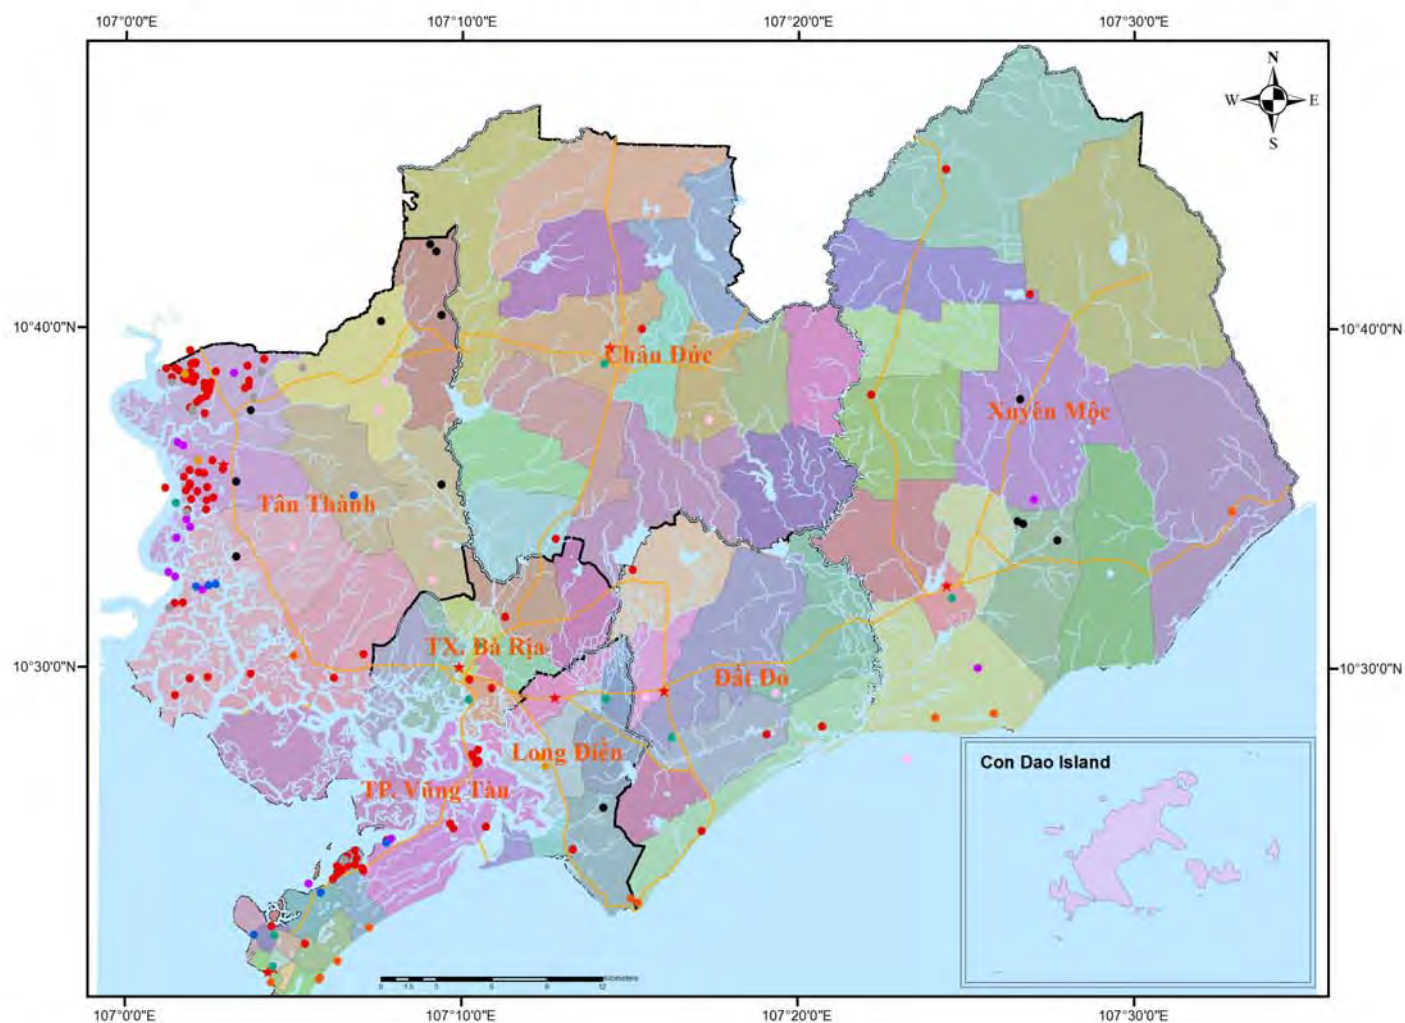 107°0'0"E 107°10'0"E 107°20'0"E 107°30'0"E
N
W E
S
10°40'0"N 10°40'0"N
Châu Đức
Xuyên Mộc
Tân Thành
TX. Bà Rịa
10°30'0"N 10°30'0"N
Đất Đỏ
Long Điền
TP. Vũng Tàu
Con Dao Island
Kilometers
0 1.5 3 6 9 12
107°0'0"E 107°10'0"E 107°20'0"E 107°30'0"E